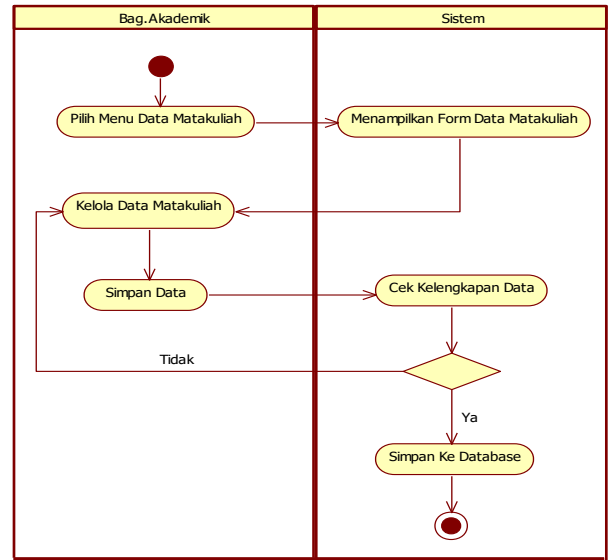 Bag.Akademik
Sistem
Pilih Menu Data Matakuliah
Menampilkan Form Data Matakuliah
Kelola Data Matakuliah
Simpan Data
Cek Kelengkapan Data
Tidak
Ya
Simpan Ke Database